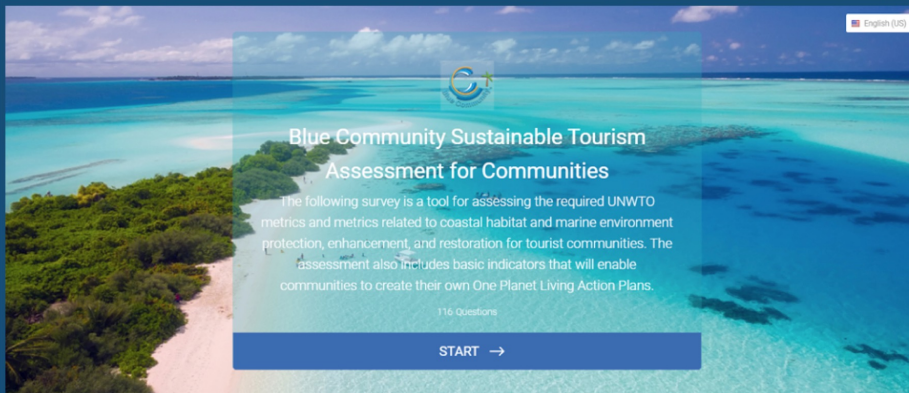 English (US)
Blue Community Sustainable Tourism
Assessment for Communities
The following survey is a tool for assessing the required UNWTO
metrics and metrics related to coastal habitat and marine environment
protection, enhancement, and restoration for tourist communities. The
assessment also includes basic indicators that will enable
communities to create their own One Planet Living Action Plans.
116 Questions
START →